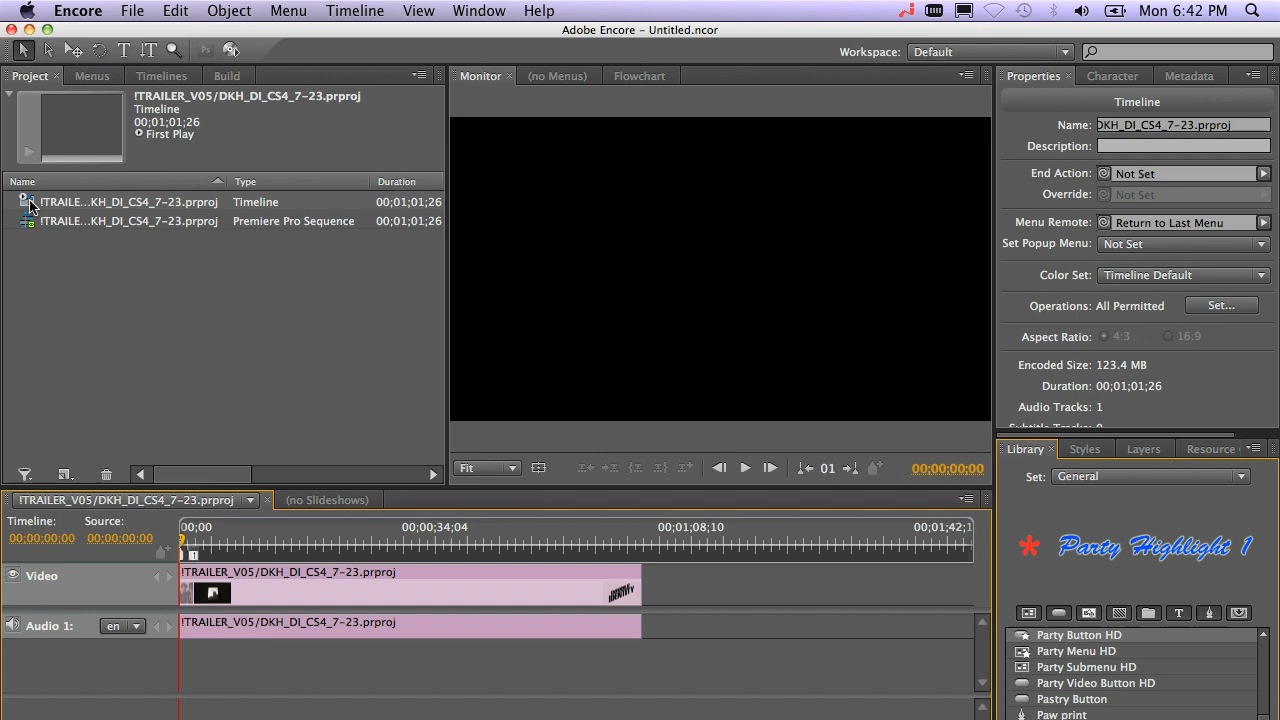 Encore File Edit Object Menu Timeline View Window Help Mon 6:42 PM
Adobe Encore – Untitled.ncor
Workspace: Default
Project Menus Timelines Build
!TRAILER_V05/DKH_DI_CS4_7-23.prproj
Timeline
00;01;01;26
First Play
Name Type Duration
!TRAILE...KH_DI_CS4_7-23.prproj Timeline 00;01;01;26
!TRAILE...KH_DI_CS4_7-23.prproj Premiere Pro Sequence 00;01;01;26
Monitor (no Menus) Flowchart
Fit 01 00;00;00;00
Properties Character Metadata
Timeline
Name: DKH_DI_CS4_7-23.prproj
Description:
End Action: Not Set
Override: Not Set
Menu Remote: Return to Last Menu
Set Popup Menu: Not Set
Color Set: Timeline Default
Operations: All Permitted Set...
Aspect Ratio: 4:3 16:9
Encoded Size: 123.4 MB
Duration: 00;01;01;26
Audio Tracks: 1
Subtitle Tracks: 0
Library Styles Layers Resource
Set: General
* Party Highlight 1
T
Party Button HD
Party Menu HD
Party Submenu HD
Party Video Button HD
Pastry Button
Paw print
!TRAILER_V05/DKH_DI_CS4_7-23.prproj (no Slideshows)
Timeline: Source:
00;00;00;00 00;00;00;00
00;00 00;00;34;04 00;01;08;10 00;01;42;1
1
Video !TRAILER_V05/DKH_DI_CS4_7-23.prproj
Audio 1: en !TRAILER_V05/DKH_DI_CS4_7-23.prproj